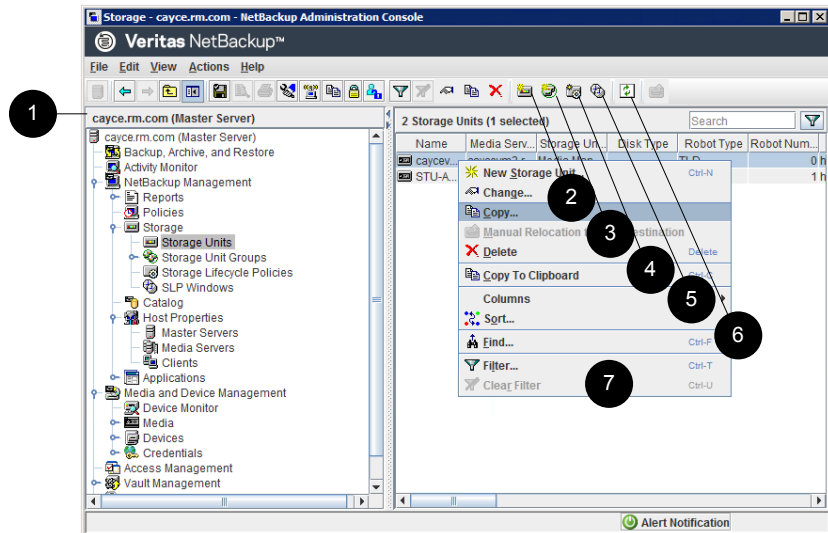 Storage - cayce.rm.com - NetBackup Administration Console
Veritas NetBackup™
File Edit View Actions Help
1
cayce.rm.com (Master Server)
2 Storage Units (1 selected)
Search
cayce.rm.com (Master Server)
Backup, Archive, and Restore
Activity Monitor
NetBackup Management
Reports
Policies
Storage
Storage Units
Storage Unit Groups
Storage Lifecycle Policies
SLP Windows
Catalog
Host Properties
Master Servers
Media Servers
Clients
Applications
Media and Device Management
Device Monitor
Media
Devices
Credentials
Access Management
Vault Management
Name Media Serv... Storage Un... Disk Type Robot Type Robot Num...
caycev... TLD 0 h
STU-A... 1 h
New Storage Unit... Ctrl-N
Change...
Copy...
Manual Relocation
Delete Delete
Copy To Clipboard Ctrl-C
Columns
Sort...
Find... Ctrl-F
Filter... Ctrl-T
Clear Filter Ctrl-U
2
3
4
5
6
7
Alert Notification